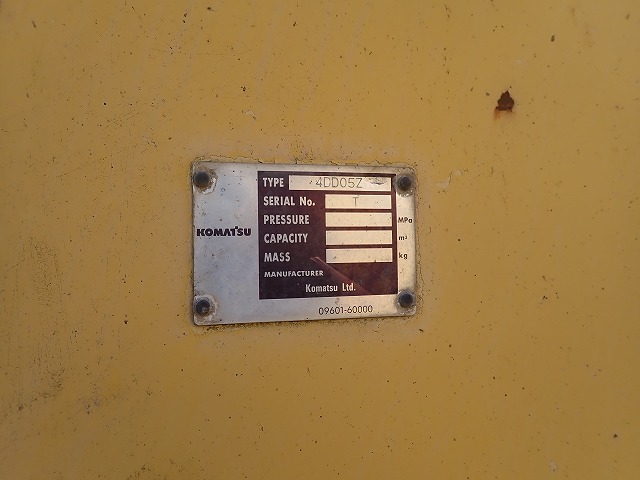 TYPE 4DD05Z
SERIAL No. T
PRESSURE MPa
KOMATSU
CAPACITY m³
MASS kg
MANUFACTURER
Komatsu Ltd.
09601-60000